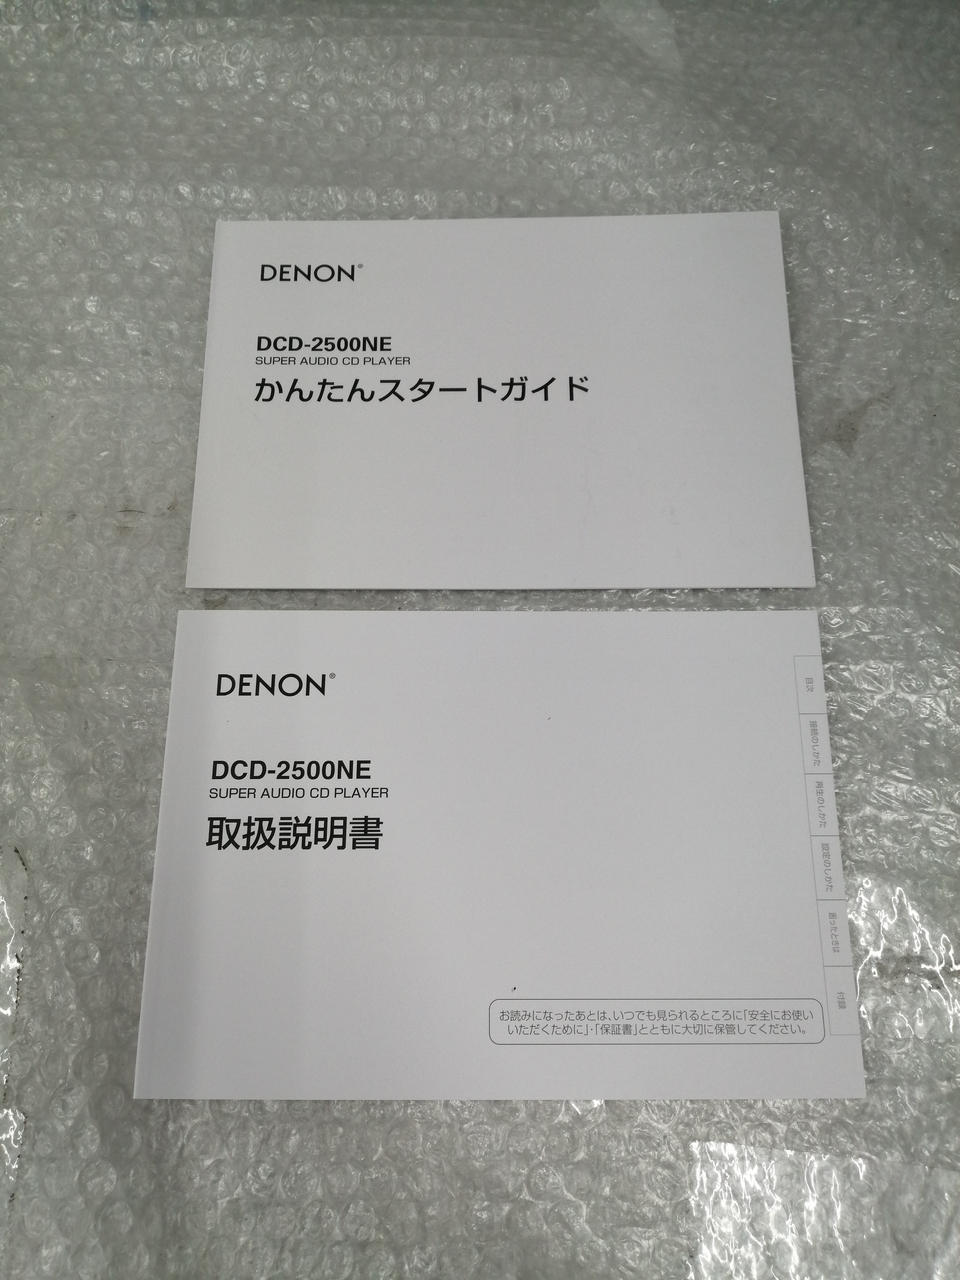 DENON®
DCD-2500NE
SUPER AUDIO CD PLAYER
かんたんスタートガイド
DENON®
DCD-2500NE
SUPER AUDIO CD PLAYER
取扱説明書
目次
接続のしかた
再生のしかた
設定のしかた
困ったときは
付録
お読みになったあとは、いつでも見られるところに「安全にお使い
いただくために」・「保証書」とともに大切に保管してください。